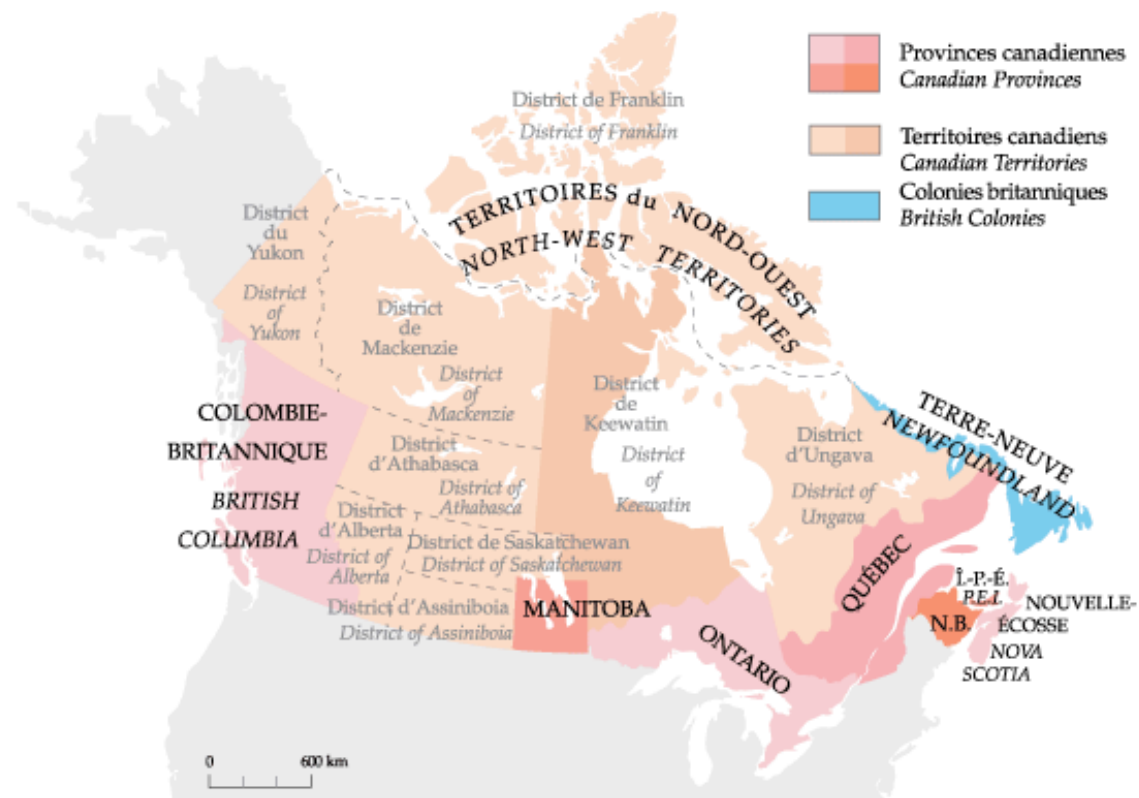 Provinces canadiennes
Canadian Provinces
Territoires canadiens
Canadian Territories
Colonies britanniques
British Colonies
District de Franklin
District of Franklin
TERRITOIRES du NORD-OUEST
NORTH-WEST TERRITORIES
District
du
Yukon
District
of
Yukon
District
de
Mackenzie
District
of
Mackenzie
District
de
Keewatin
District
of
Keewatin
COLOMBIE-
BRITANNIQUE
BRITISH
COLUMBIA
District
d'Athabasca
District of
Athabasca
District
d'Alberta
District of
Alberta
District de Saskatchewan
District of Saskatchewan
District d'Assiniboia
District of Assiniboia
MANITOBA
ONTARIO
District
d'Ungava
District of
Ungava
QUÉBEC
TERRE-NEUVE
NEWFOUNDLAND
Î.-P.-É.
P.E.I.
N.B.
NOUVELLE-
ÉCOSSE
NOVA
SCOTIA
0 600 km